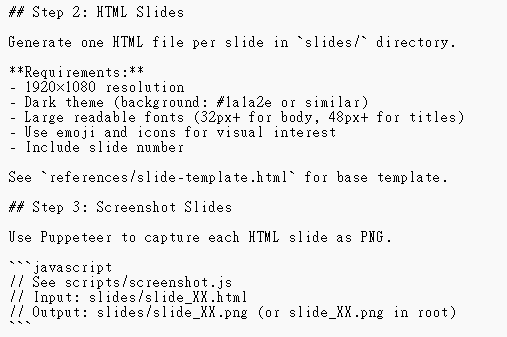 ## Step 2: HTML Slides
Generate one HTML file per slide in `slides/` directory.
**Requirements:**
- 1920×1080 resolution
- Dark theme (background: #1a1a2e or similar)
- Large readable fonts (32px+ for body, 48px+ for titles)
- Use emoji and icons for visual interest
- Include slide number
See `references/slide-template.html` for base template.
## Step 3: Screenshot Slides
Use Puppeteer to capture each HTML slide as PNG.
```javascript
// See scripts/screenshot.js
// Input: slides/slide_XX.html
// Output: slides/slide_XX.png (or slide_XX.png in root)
```